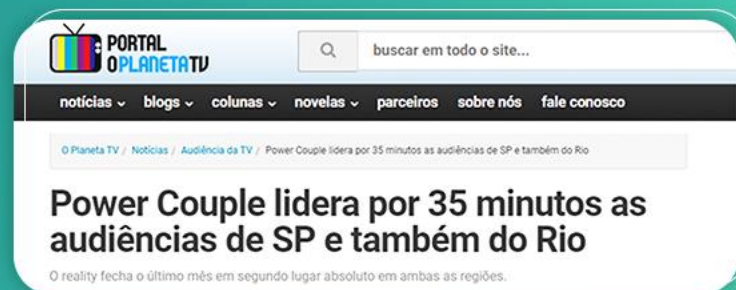 PORTAL
OPLANETATV
buscar em todo o site...
notícias blogs colunas novelas parceiros sobre nós fale conosco
O Planeta TV / Notícias / Audiência da TV / Power Couple lidera por 35 minutos as audiências de SP e também do Rio
Power Couple lidera por 35 minutos as
audiências de SP e também do Rio
O reality fecha o último mês em segundo lugar absoluto em ambas as regiões.